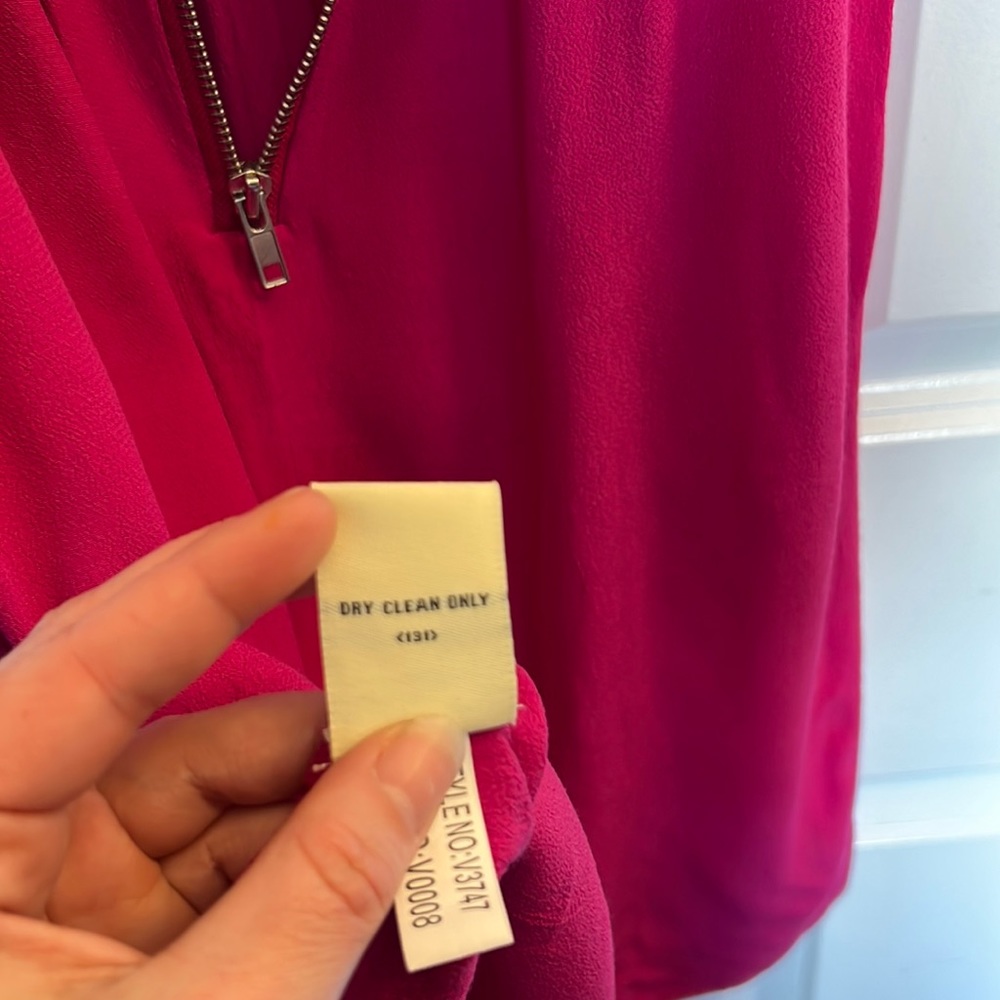 DRY CLEAN ONLY
<131>
YLE NO:V3747
:V0008